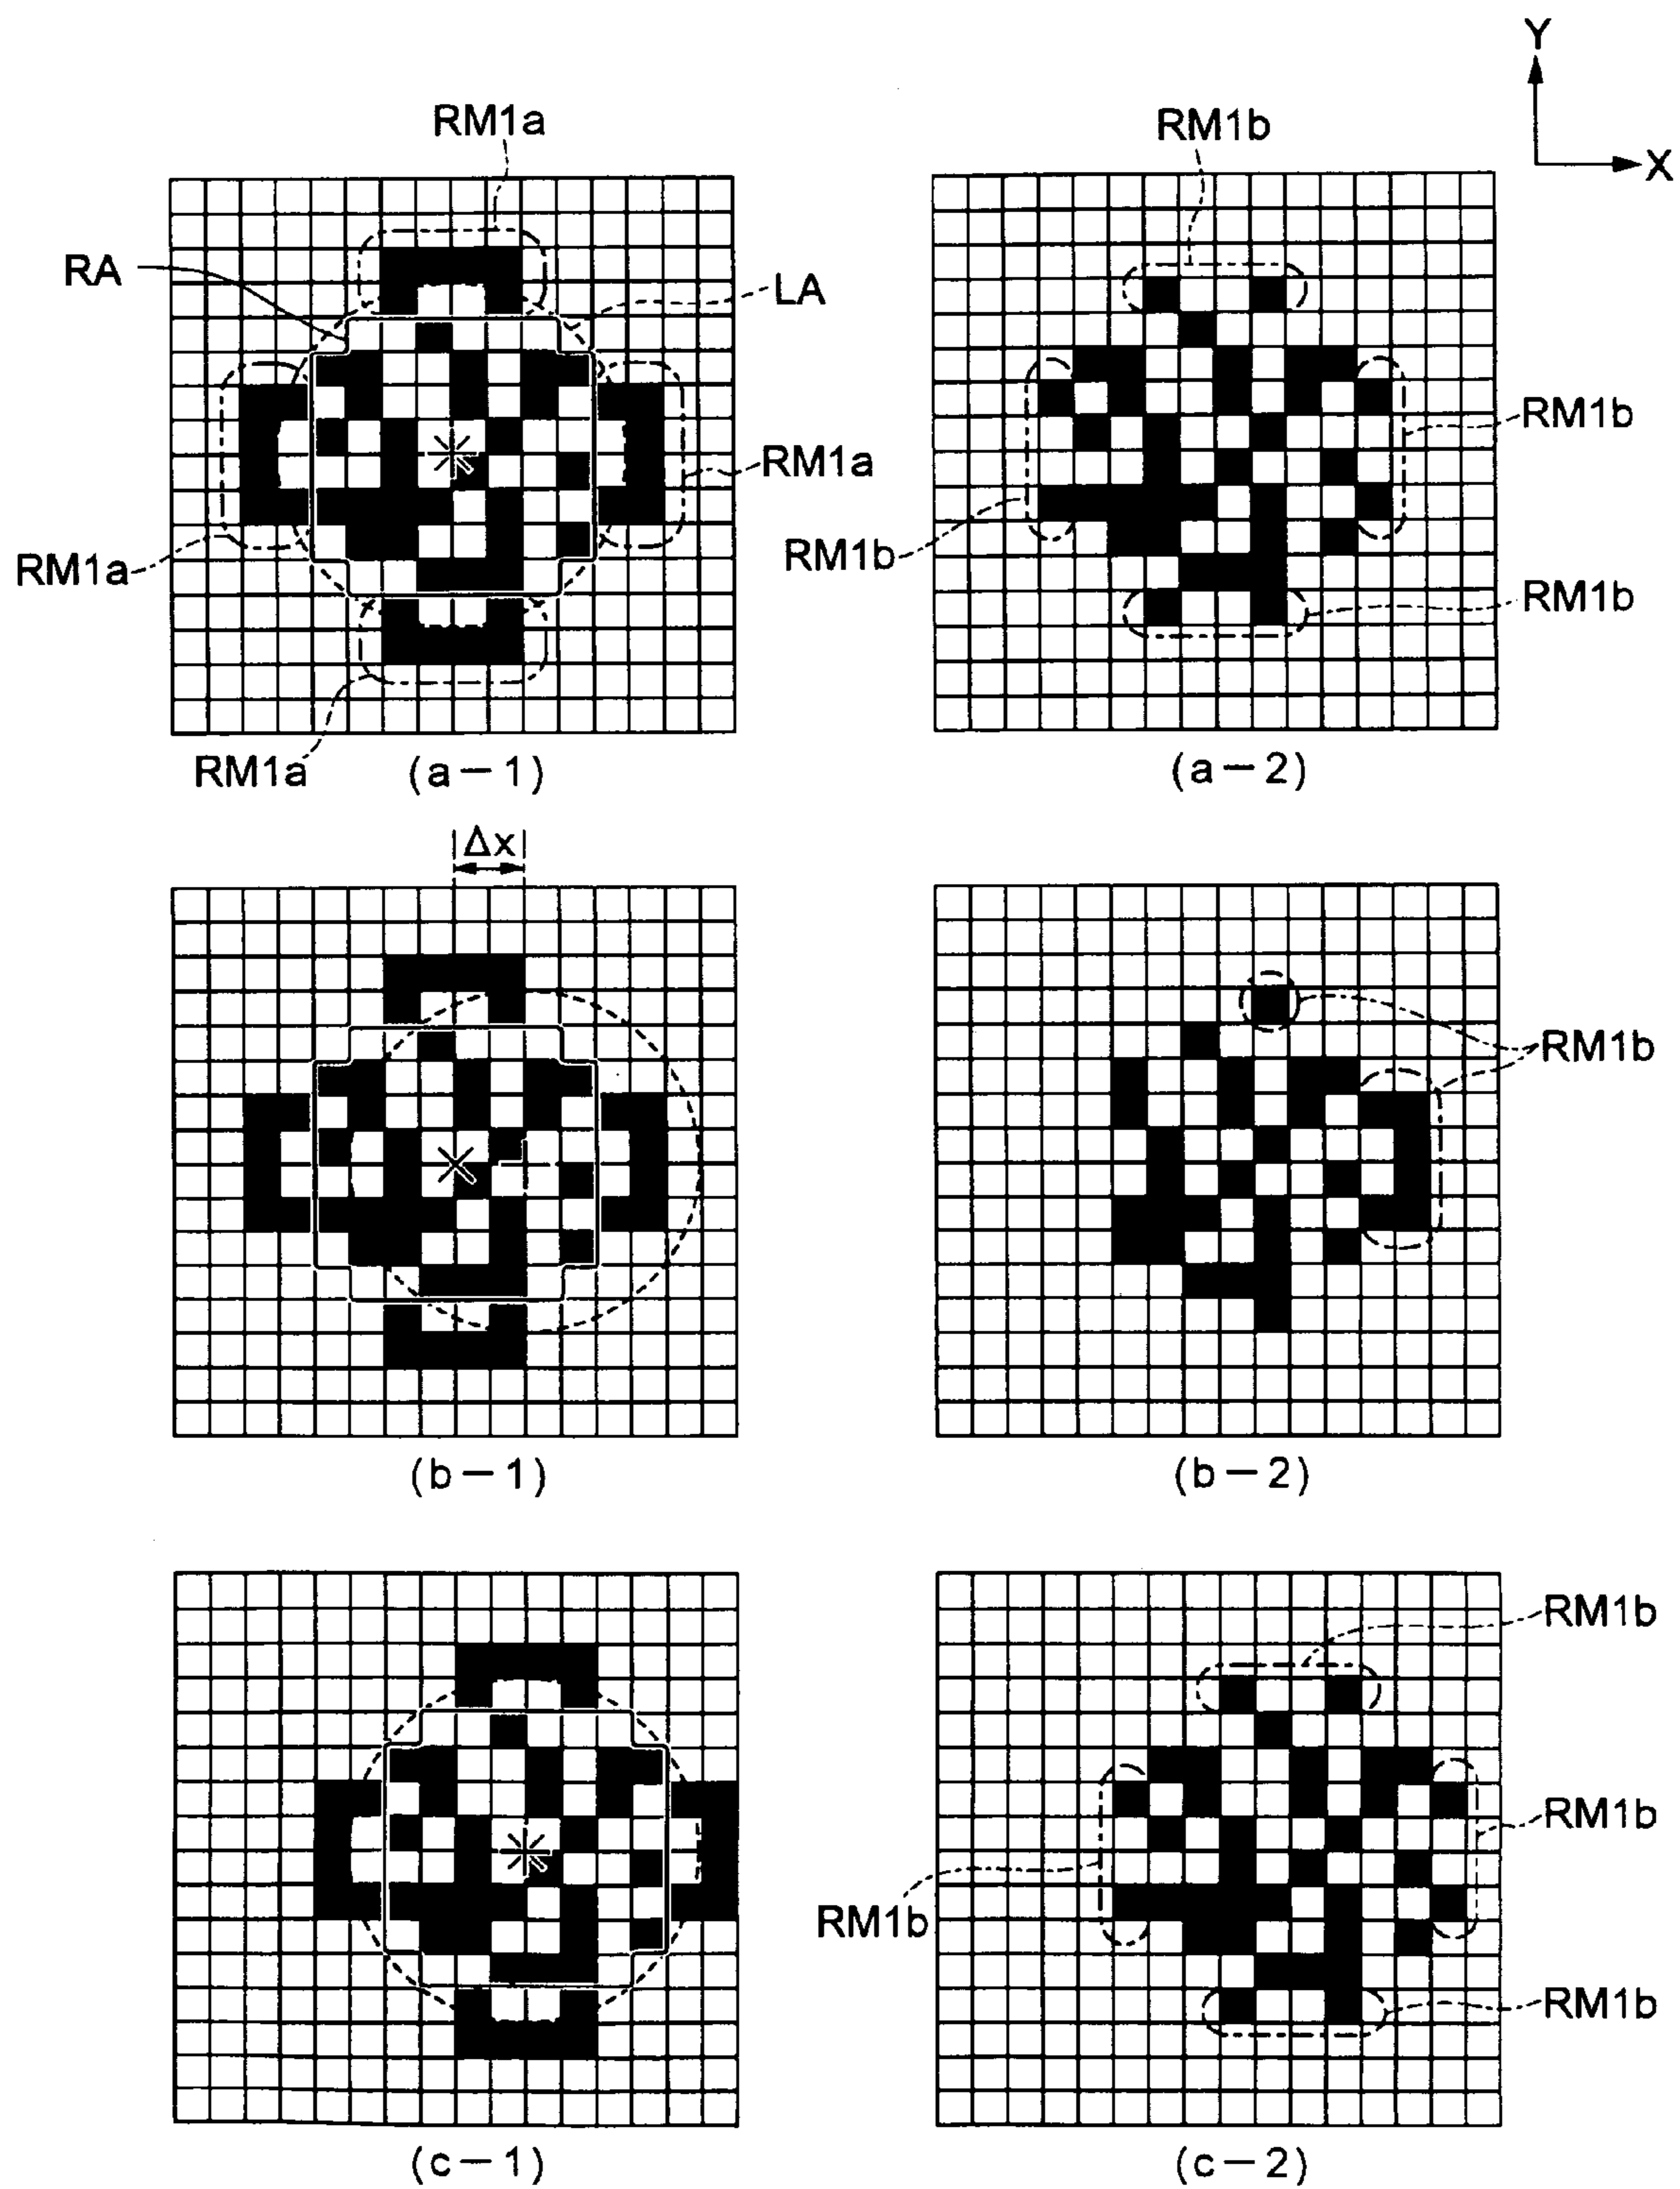 Y
X
RM1a
RM1b
RA
LA
RM1b
RM1a
RM1b
RM1a
RM1b
RM1a
(a-1)
(a-2)
Δx
RM1b
(b-1)
(b-2)
RM1b
RM1b
RM1b
RM1b
(c-1)
(c-2)